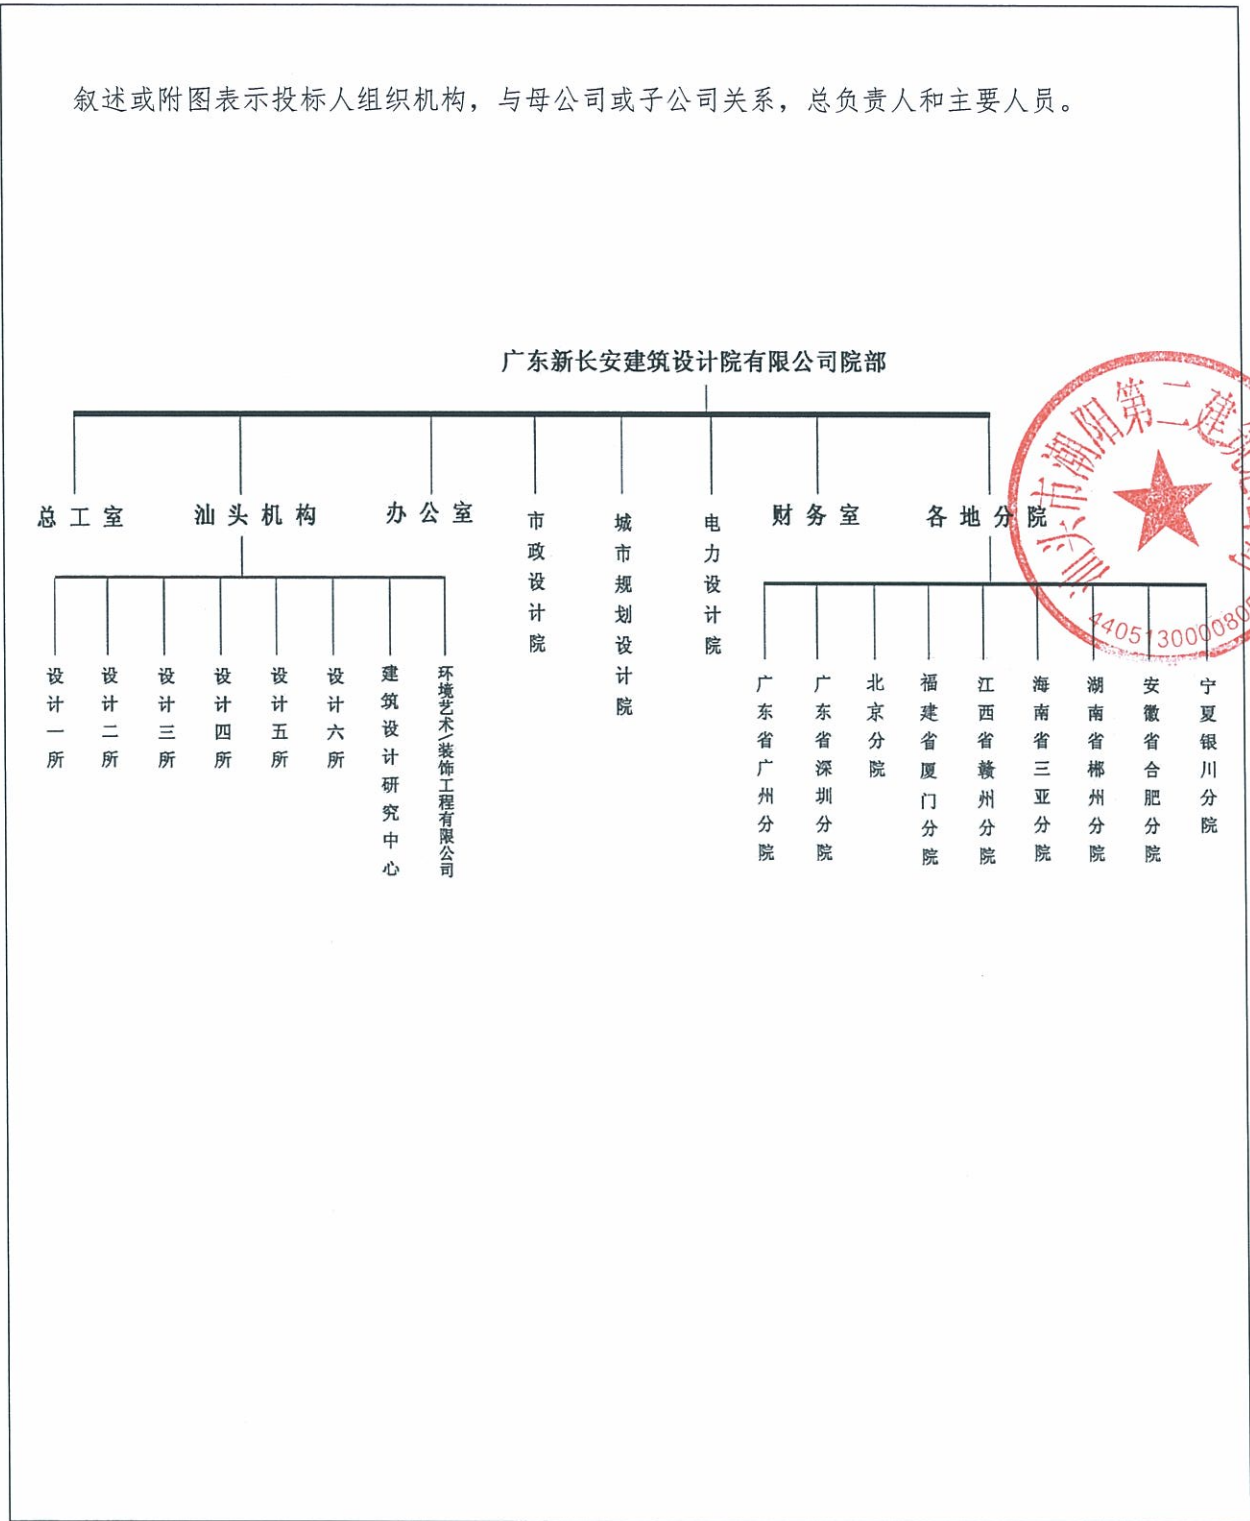 叙述或附图表示投标人组织机构，与母公司或子公司关系，总负责人和主要人员。
广东新长安建筑设计院有限公司院部
总工室
汕头机构
办公室
市政设计院
城市规划设计院
电力设计院
财务室
各地分院
设计一所
设计二所
设计三所
设计四所
设计五所
设计六所
建筑设计研究中心
环境艺术/装饰工程有限公司
广东省广州分院
广东省深圳分院
北京分院
福建省厦门分院
江西省赣州分院
海南省三亚分院
湖南省郴州分院
安徽省合肥分院
宁夏银川分院
汕头市潮阳第二建筑
44051300008